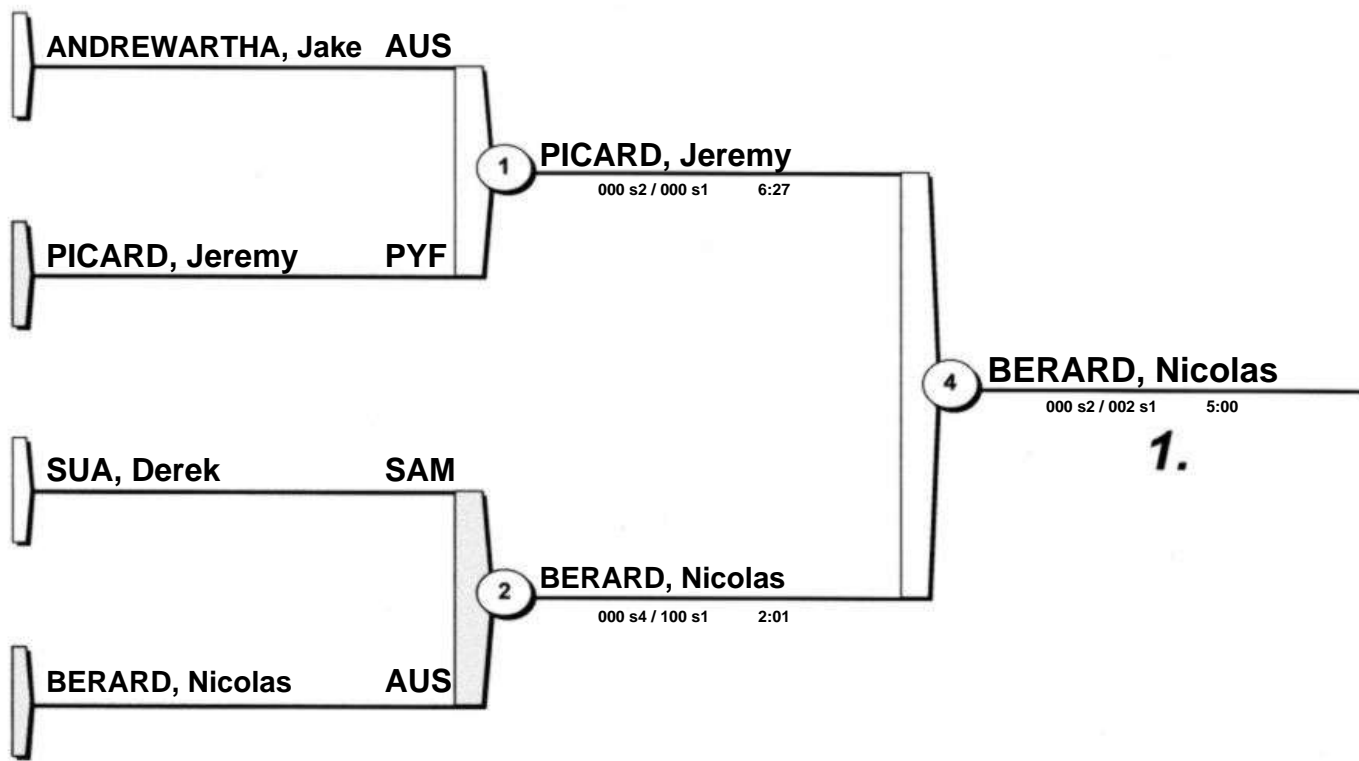 ANDREWARTHA, Jake AUS
1 PICARD, Jeremy
000 s2 / 000 s1 6:27
PICARD, Jeremy PYF
4 BERARD, Nicolas
000 s2 / 002 s1 5:00
1.
SUA, Derek SAM
2 BERARD, Nicolas
000 s4 / 100 s1 2:01
BERARD, Nicolas AUS